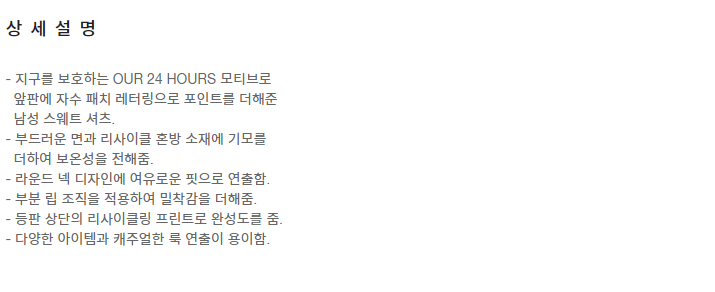 상 세 설 명
- 지구를 보호하는 OUR 24 HOURS 모티브로
앞판에 자수 패치 레터링으로 포인트를 더해준
남성 스웨트 셔츠.
- 부드러운 면과 리사이클 혼방 소재에 기모를
더하여 보온성을 전해줌.
- 라운드 넥 디자인에 여유로운 핏으로 연출함.
- 부분 립 조직을 적용하여 밀착감을 더해줌.
- 등판 상단의 리사이클링 프린트로 완성도를 줌.
- 다양한 아이템과 캐주얼한 룩 연출이 용이함.